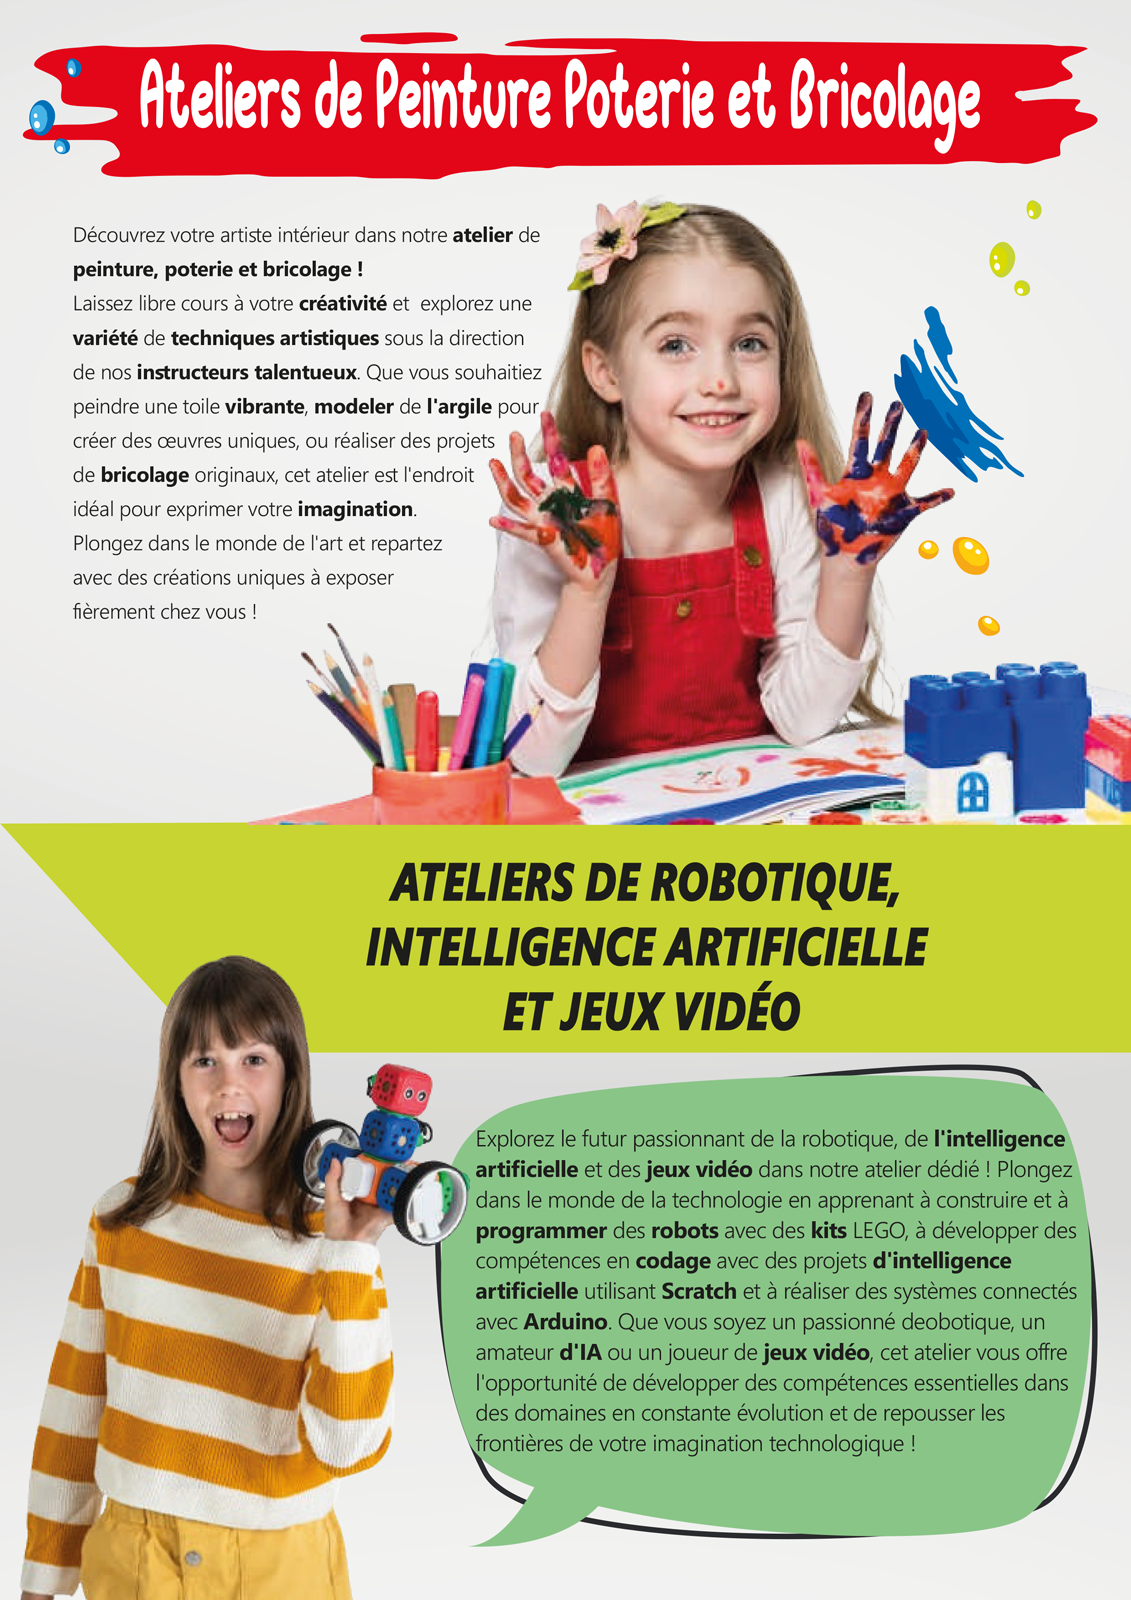 Ateliers de Peinture Poterie et Bricolage
Découvrez votre artiste intérieur dans notre atelier de
peinture, poterie et bricolage !
Laissez libre cours à votre créativité et explorez une
variété de techniques artistiques sous la direction
de nos instructeurs talentueux. Que vous souhaitiez
peindre une toile vibrante, modeler de l'argile pour
créer des œuvres uniques, ou réaliser des projets
de bricolage originaux, cet atelier est l'endroit
idéal pour exprimer votre imagination.
Plongez dans le monde de l'art et repartez
avec des créations uniques à exposer
fièrement chez vous !
ATELIERS DE ROBOTIQUE,
INTELLIGENCE ARTIFICIELLE
ET JEUX VIDÉO
Explorez le futur passionnant de la robotique, de l'intelligence
artificielle et des jeux vidéo dans notre atelier dédié ! Plongez
dans le monde de la technologie en apprenant à construire et à
programmer des robots avec des kits LEGO, à développer des
compétences en codage avec des projets d'intelligence
artificielle utilisant Scratch et à réaliser des systèmes connectés
avec Arduino. Que vous soyez un passionné deobotique, un
amateur d'IA ou un joueur de jeux vidéo, cet atelier vous offre
l'opportunité de développer des compétences essentielles dans
des domaines en constante évolution et de repousser les
frontières de votre imagination technologique !